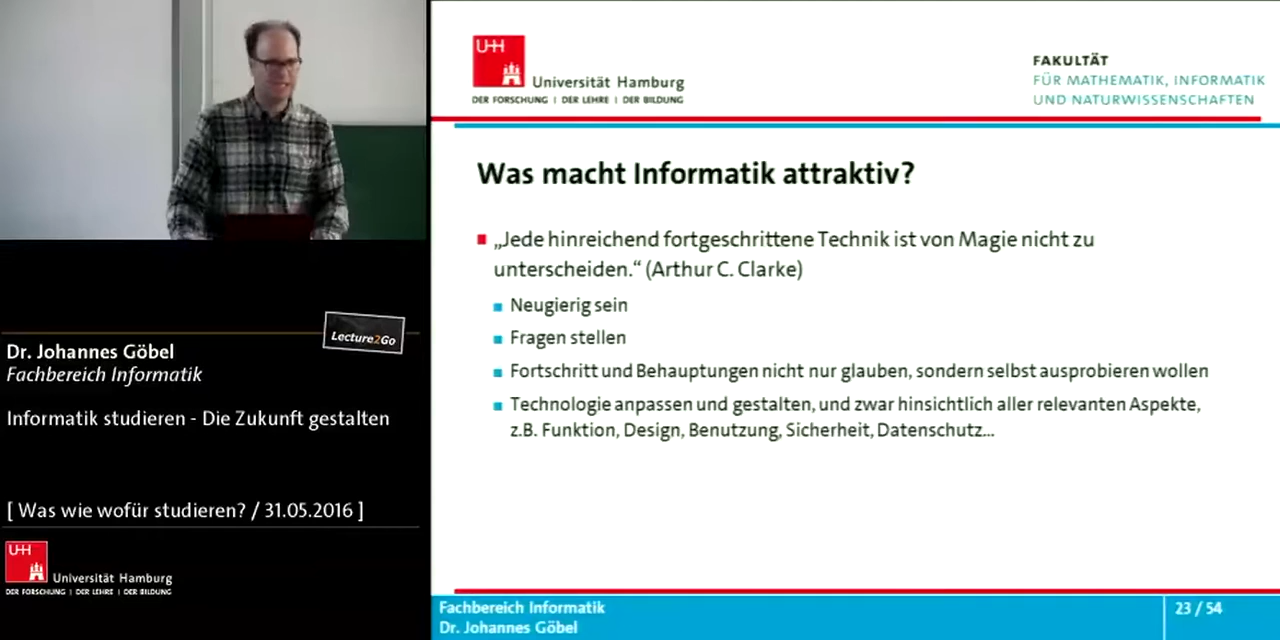 UHH
Universität Hamburg
DER FORSCHUNG | DER LEHRE | DER BILDUNG
FAKULTÄT
FÜR MATHEMATIK, INFORMATIK
UND NATURWISSENSCHAFTEN
Was macht Informatik attraktiv?
„Jede hinreichend fortgeschrittene Technik ist von Magie nicht zu
unterscheiden.“ (Arthur C. Clarke)
Neugierig sein
Fragen stellen
Fortschritt und Behauptungen nicht nur glauben, sondern selbst ausprobieren wollen
Technologie anpassen und gestalten, und zwar hinsichtlich aller relevanten Aspekte,
z.B. Funktion, Design, Benutzung, Sicherheit, Datenschutz...
Fachbereich Informatik
Dr. Johannes Göbel
23 / 54
Lecture2Go
Dr. Johannes Göbel
Fachbereich Informatik
Informatik studieren - Die Zukunft gestalten
[ Was wie wofür studieren? / 31.05.2016 ]
UHH
Universität Hamburg
DER FORSCHUNG | DER LEHRE | DER BILDUNG